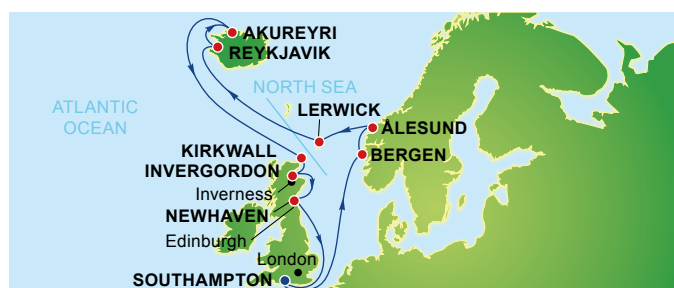 AKUREYRI
REYKJAVIK
NORTH SEA
ATLANTIC
OCEAN
LERWICK
ÅLESUND
KIRKWALL
BERGEN
INVERGORDON
Inverness
NEWHAVEN
Edinburgh
London
SOUTHAMPTON